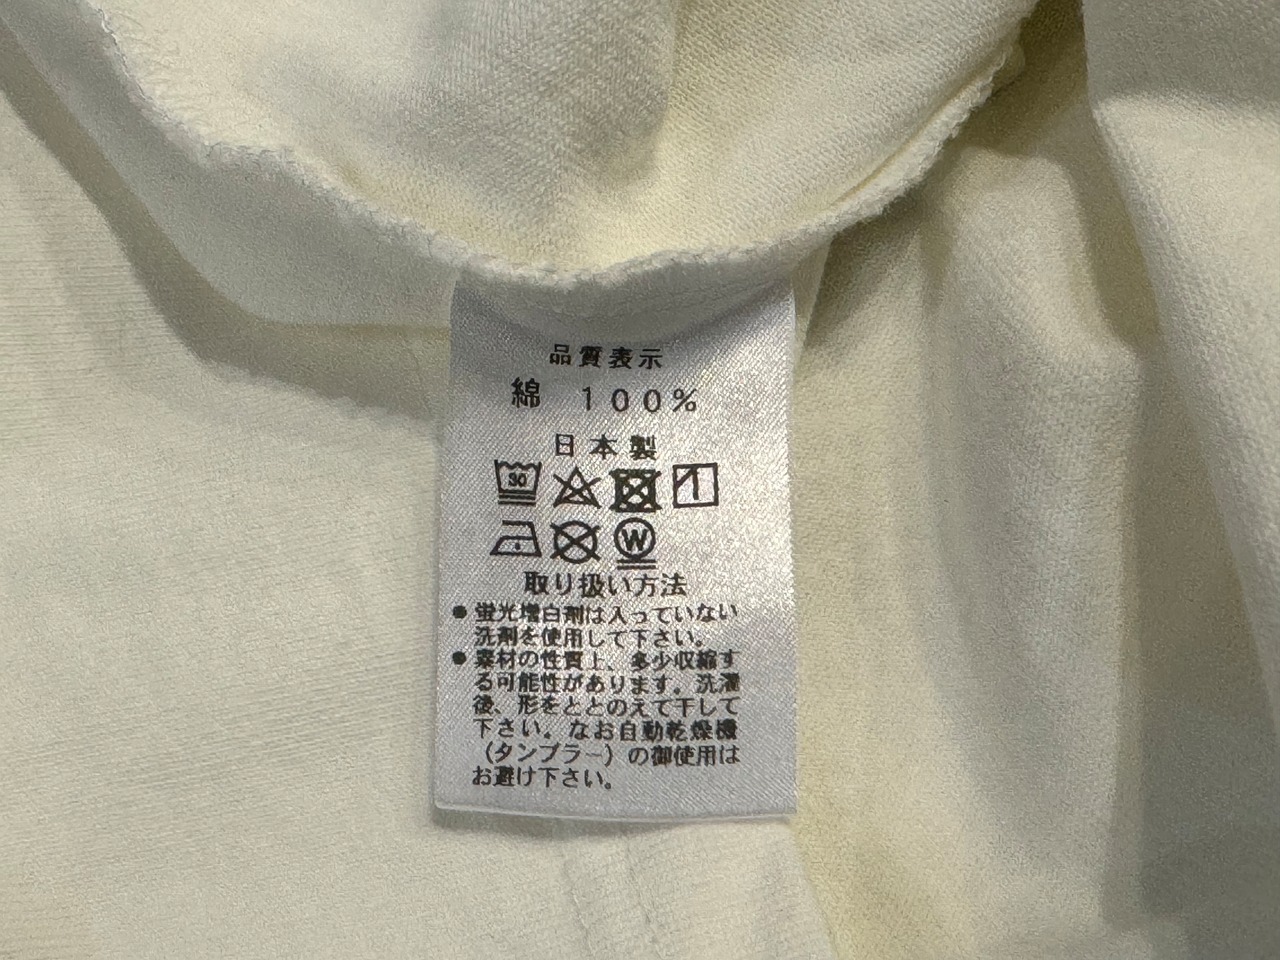 品質表示
綿 100%
日本製
30
W
取り扱い方法
●蛍光増白剤は入っていない
洗剤を使用して下さい。
●素材の性質上、多少収縮す
る可能性があります。洗濯
後、形をととのえて干して
下さい。なお自動乾燥機
（タンブラー）の御使用は
お避け下さい。